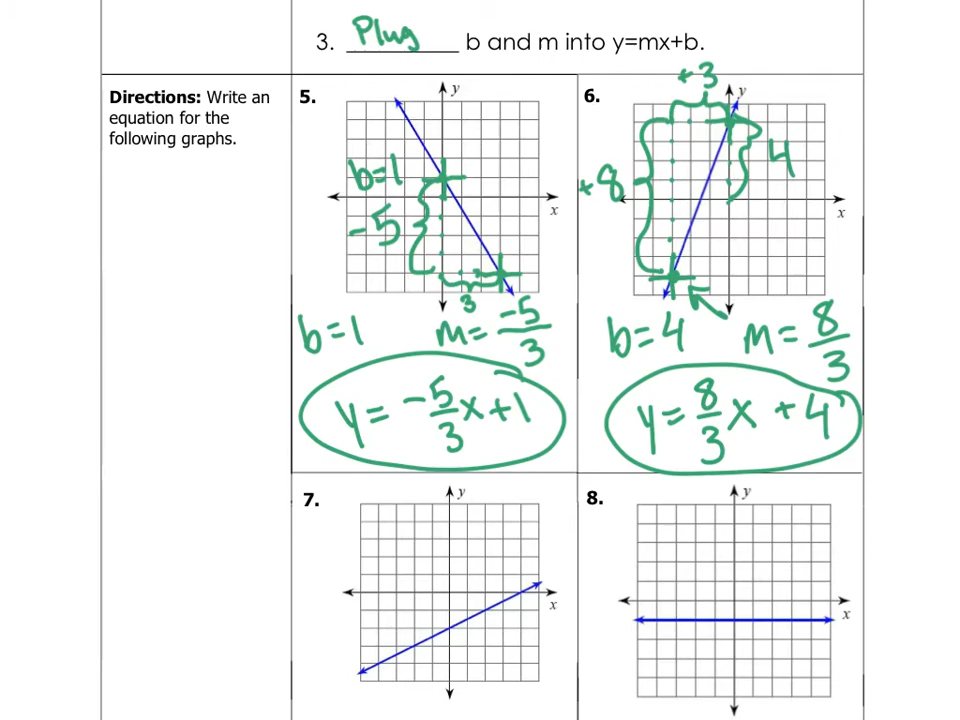 3. Plug b and m into y=mx+b.
Directions: Write an
equation for the
following graphs.
5.
y
x
b=1
-5
3
b=1 m=-5/3
y=-5/3x+1
6.
+3
y
x
+8
4
b=4 m=8/3
y=8/3x+4
7.
y
x
8.
y
x